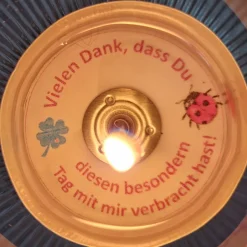 Vielen Dank, dass Du
diesen besondern
Tag mit mir verbracht hast!